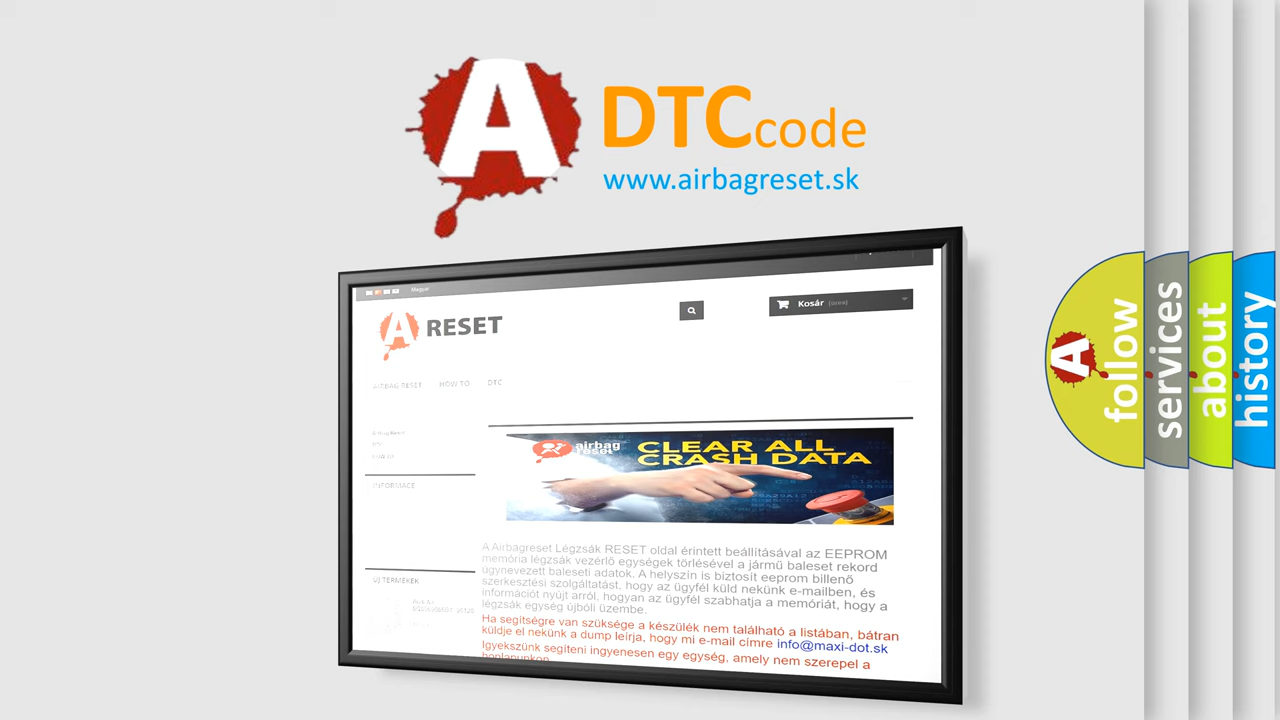 A
DTC code
www.airbagreset.sk
Magyar
A RESET
Kosár (üres)
AIRBAG RESET HOW TO DTC
INFORMACE
airbag reset
CLEAR ALL
CRASH DATA
A Airbagreset Légzsák RESET oldal érintett beállításával az EEPROM
memória légzsák vezérlő egységek törlésével a jármű baleset rekord
úgynevezett baleseti adatok. A helyszín is biztosít eeprom billenő
szerkesztési szolgáltatást, hogy az ügyfél küld nekünk e-mailben, és
információt nyújt arról, hogyan az ügyfél szabhatja a memóriát, hogy a
légzsák egység újbóli üzembe.
Ha segítségre van szüksége a készülék nem található a listában, bátran
küldje el nekünk a dump leírja, hogy mi e-mail címre info@maxi-dot.sk
Igyekszünk segíteni ingyenesen egy egység, amely nem szerepel a
honlapunkon
ÚJ TERMÉKEK
A
follow
services
about
history